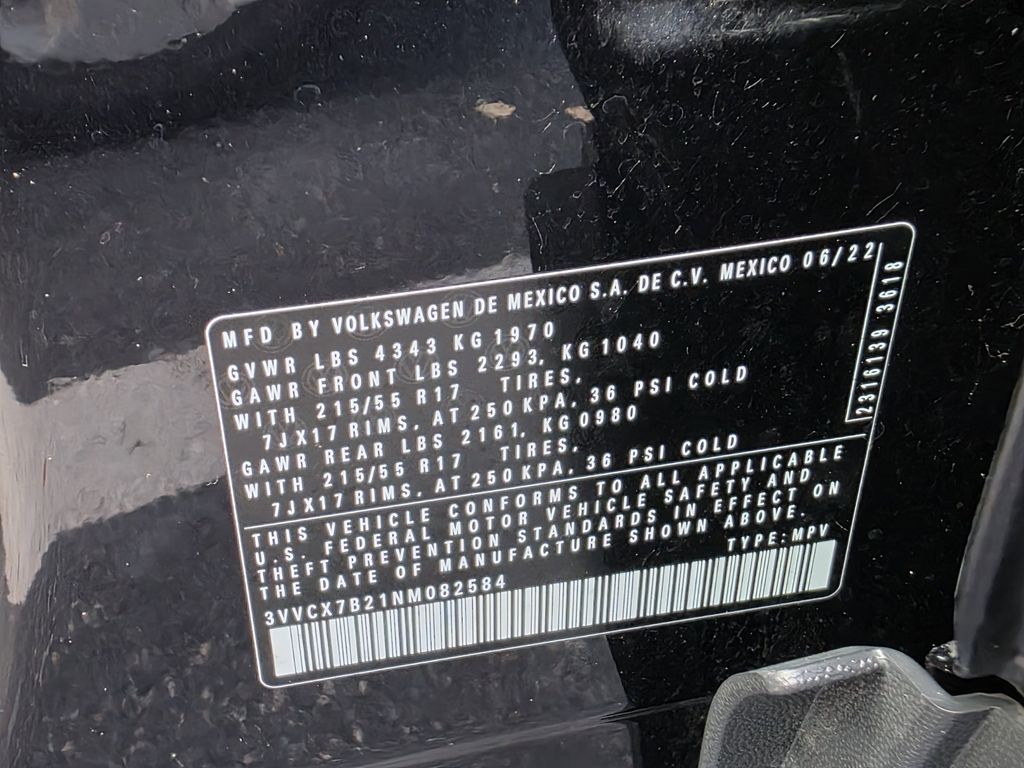 MFD BY VOLKSWAGEN DE MEXICO S.A. DE C.V. MEXICO 06/22
GVWR LBS 4343 KG 1970
GAWR FRONT LBS 2293, KG 1040
WITH 215/55 R17 TIRES,
7JX17 RIMS, AT 250 KPA, 36 PSI COLD
GAWR REAR LBS 2161, KG 0980
WITH 215/55 R17 TIRES,
7JX17 RIMS, AT 250 KPA, 36 PSI COLD
2316139 3618
THIS VEHICLE CONFORMS TO ALL APPLICABLE
U.S. FEDERAL MOTOR VEHICLE SAFETY AND
THEFT PREVENTION STANDARDS IN EFFECT ON
THE DATE OF MANUFACTURE SHOWN ABOVE.
TYPE: MPV
3VVCX7B21NM082584